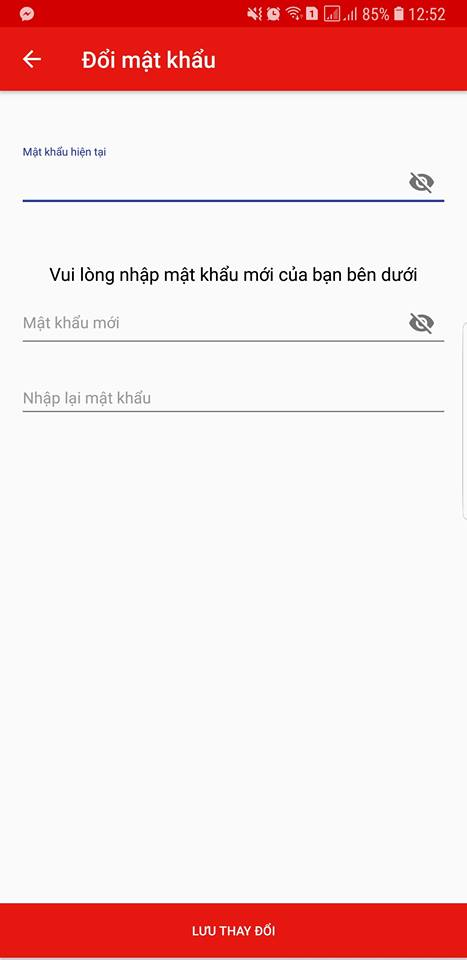 1 85% 12:52
Đổi mật khẩu
Mật khẩu hiện tại
Vui lòng nhập mật khẩu mới của bạn bên dưới
Mật khẩu mới
Nhập lại mật khẩu
LƯU THAY ĐỔI